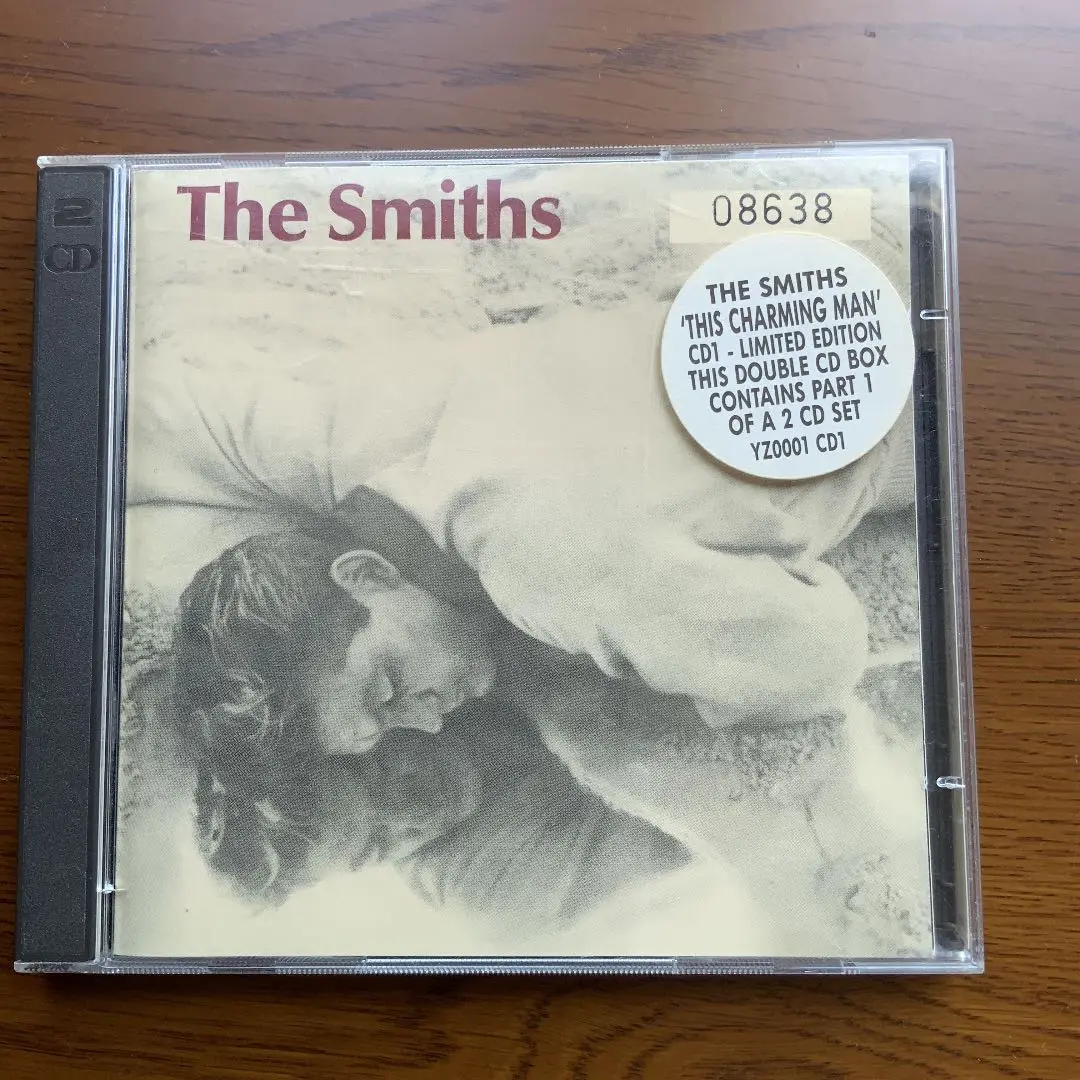 2
CD
The Smiths
08638
THE SMITHS
'THIS CHARMING MAN'
CD1 - LIMITED EDITION
THIS DOUBLE CD BOX
CONTAINS PART 1
OF A 2 CD SET
YZ0001 CD1